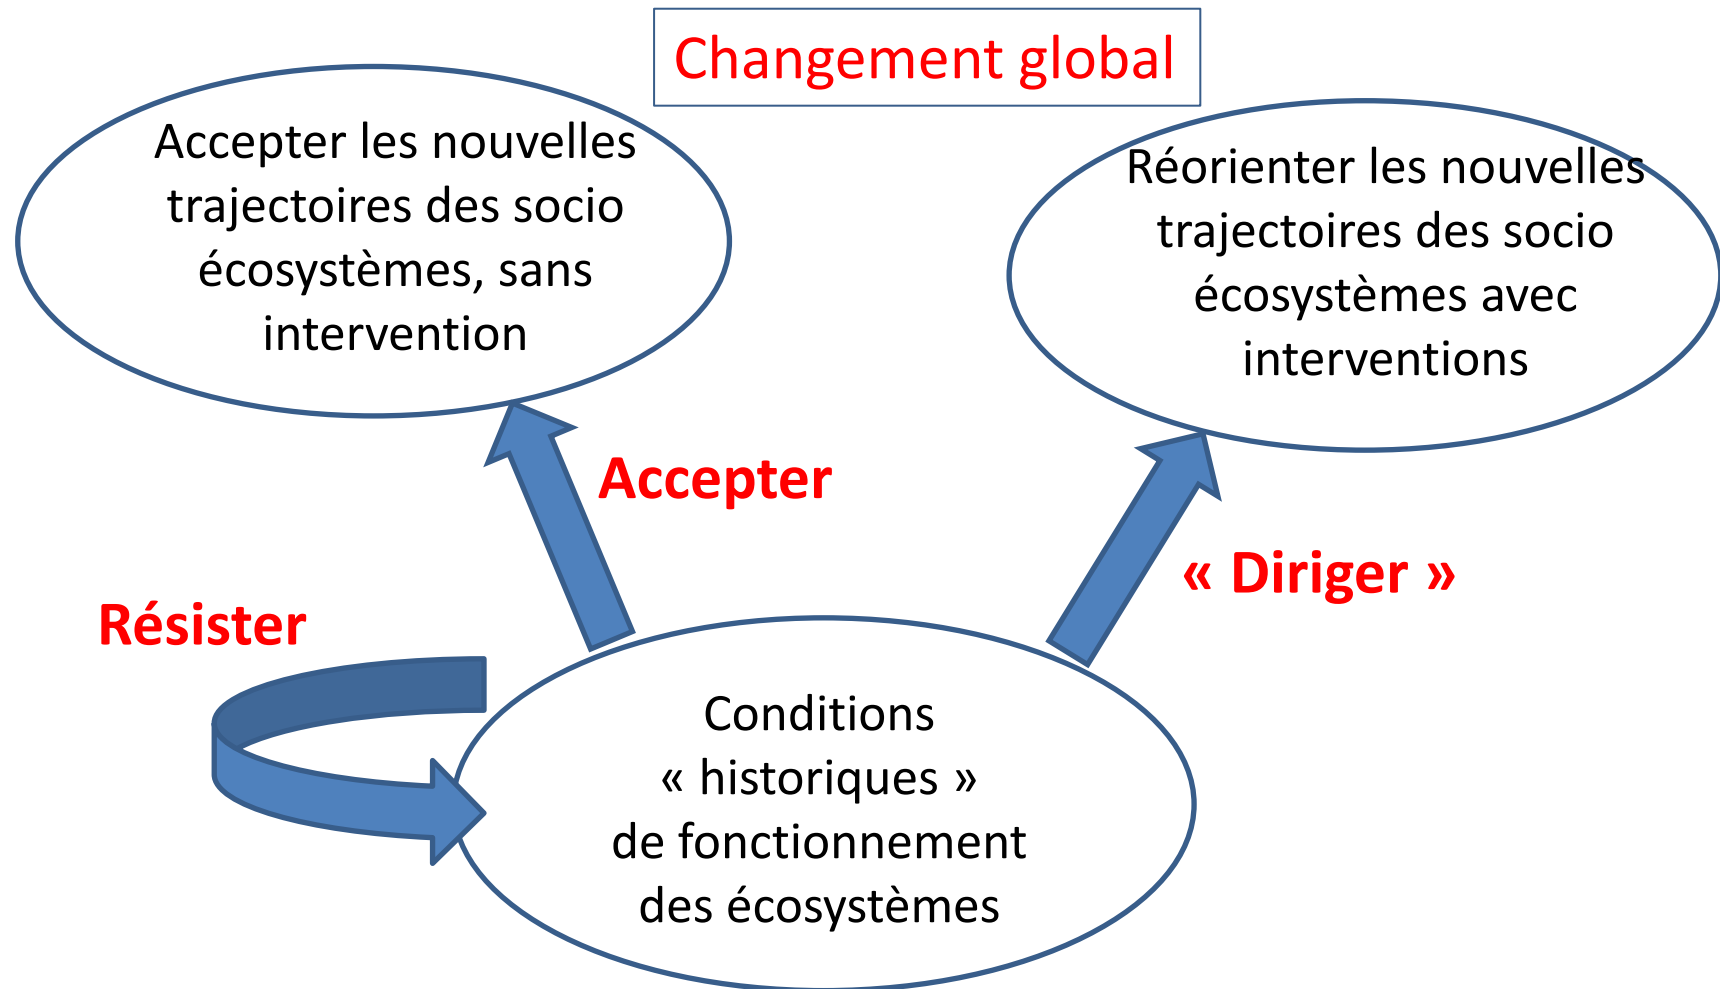 Changement global
Accepter les nouvelles
trajectoires des socio
écosystèmes, sans
intervention
Réorienter les nouvelles
trajectoires des socio
écosystèmes avec
interventions
Accepter
« Diriger »
Résister
Conditions
« historiques »
de fonctionnement
des écosystèmes